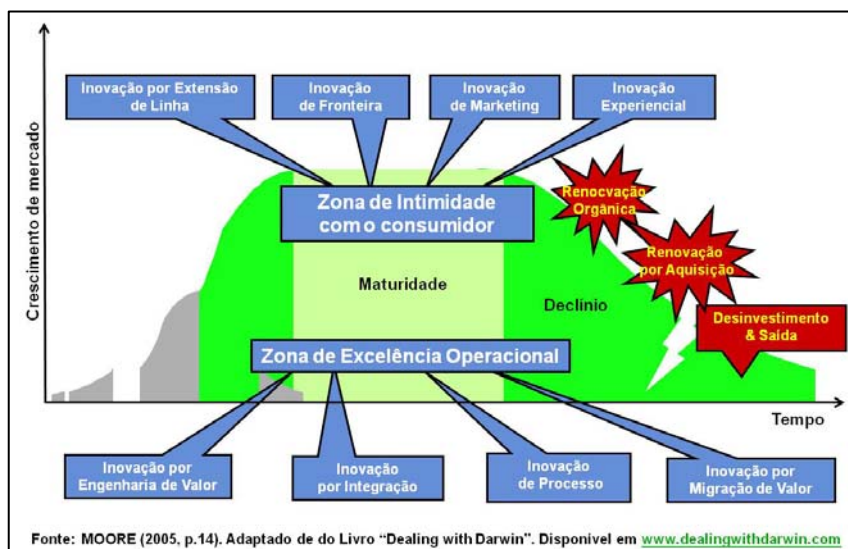 Crescimento de mercado
Inovação por Extensão
de Linha
Inovação
de Fronteira
Inovação
de Marketing
Inovação
Experiencial
Zona de Intimidade
com o consumidor
Renocvação
Orgânica
Renovação
por Aquisição
Desinvestimento
& Saída
Maturidade
Declínio
Zona de Excelência Operacional
Tempo
Inovação por
Engenharia de Valor
Inovação
por Integração
Inovação
de Processo
Inovação por
Migração de Valor
Fonte: MOORE (2005, p.14). Adaptado de do Livro “Dealing with Darwin”. Disponível em www.dealingwithdarwin.com